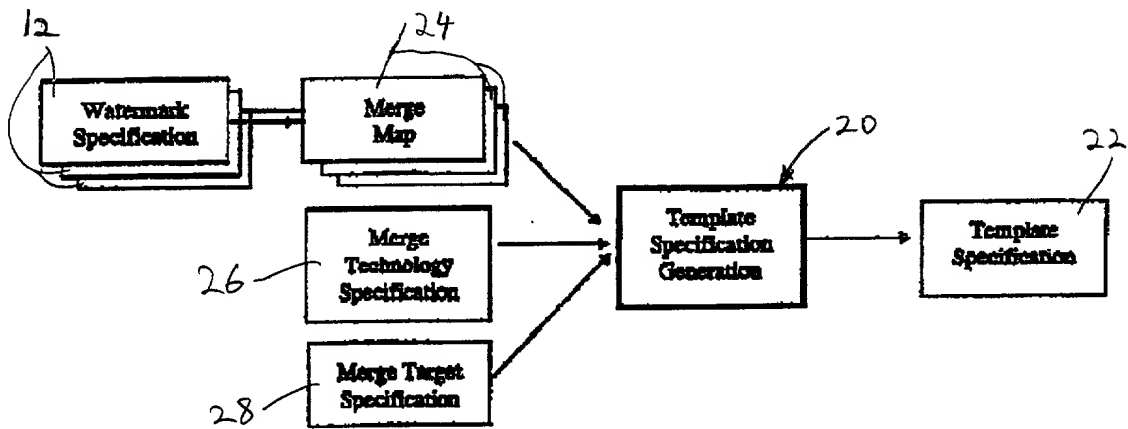 12
24
Watermark
Specification
Merge
Map
20
22
Template
Specification
Generation
Template
Specification
Merge
Technology
Specification
26
Merge Target
Specification
28